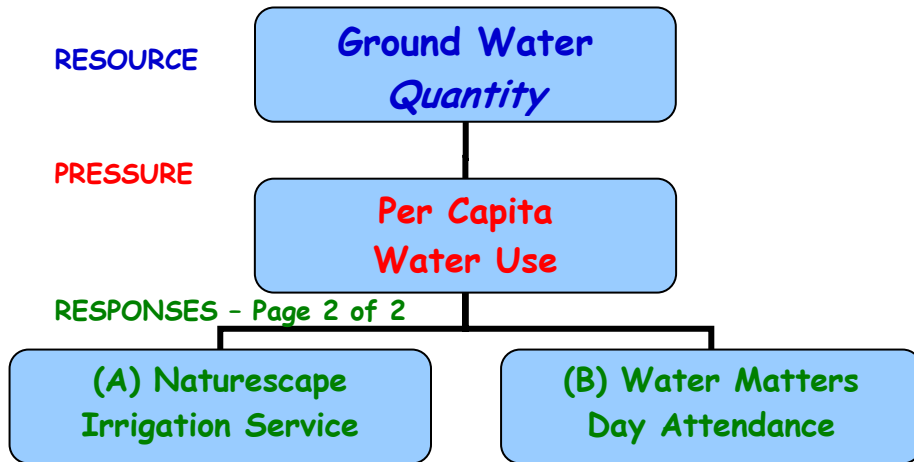 RESOURCE
Ground Water
Quantity
PRESSURE
Per Capita
Water Use
RESPONSES – Page 2 of 2
(A) Naturescape
Irrigation Service
(B) Water Matters
Day Attendance